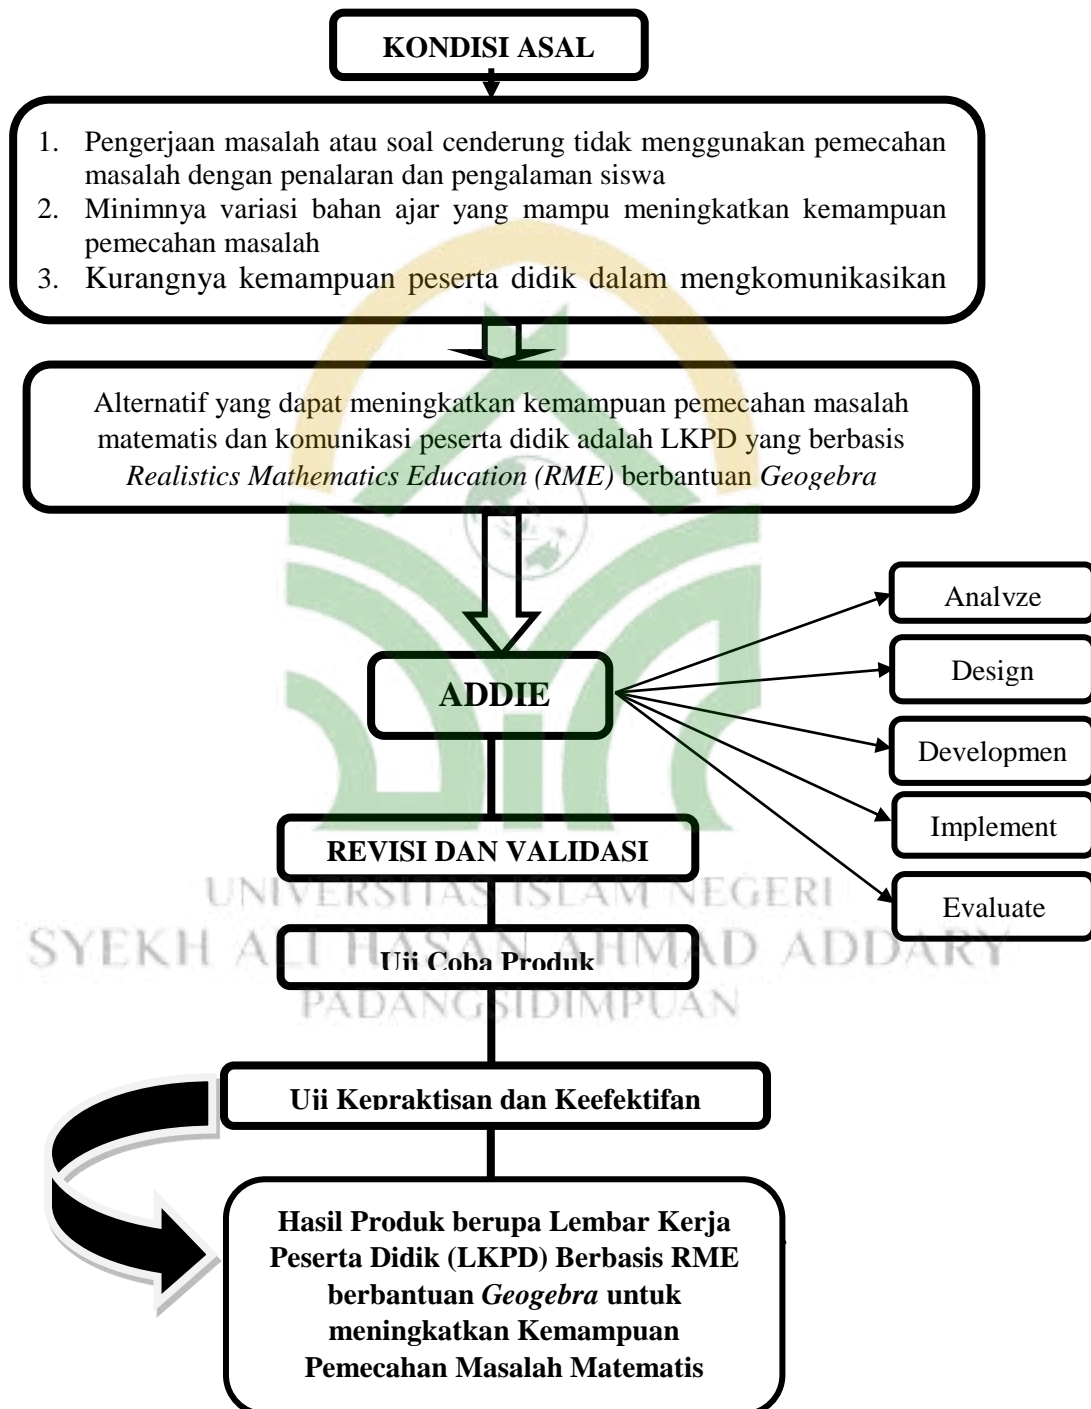 KONDISI ASAL
1. Pengerjaan masalah atau soal cenderung tidak menggunakan pemecahan
masalah dengan penalaran dan pengalaman siswa
2. Minimnya variasi bahan ajar yang mampu meningkatkan kemampuan
pemecahan masalah
3. Kurangnya kemampuan peserta didik dalam mengkomunikasikan
Alternatif yang dapat meningkatkan kemampuan pemecahan masalah
matematis dan komunikasi peserta didik adalah LKPD yang berbasis
Realistics Mathematics Education (RME) berbantuan Geogebra
ADDIE
Analyze
Design
Developmen
Implement
Evaluate
REVISI DAN VALIDASI
UNIVERSITAS ISLAM NEGERI
SYEKH ALI HASAN AHMAD ADDARY
Uji Coba Produk
PADANGSIDIMPUAN
Uji Kepraktisan dan Keefektifan
Hasil Produk berupa Lembar Kerja
Peserta Didik (LKPD) Berbasis RME
berbantuan Geogebra untuk
meningkatkan Kemampuan
Pemecahan Masalah Matematis